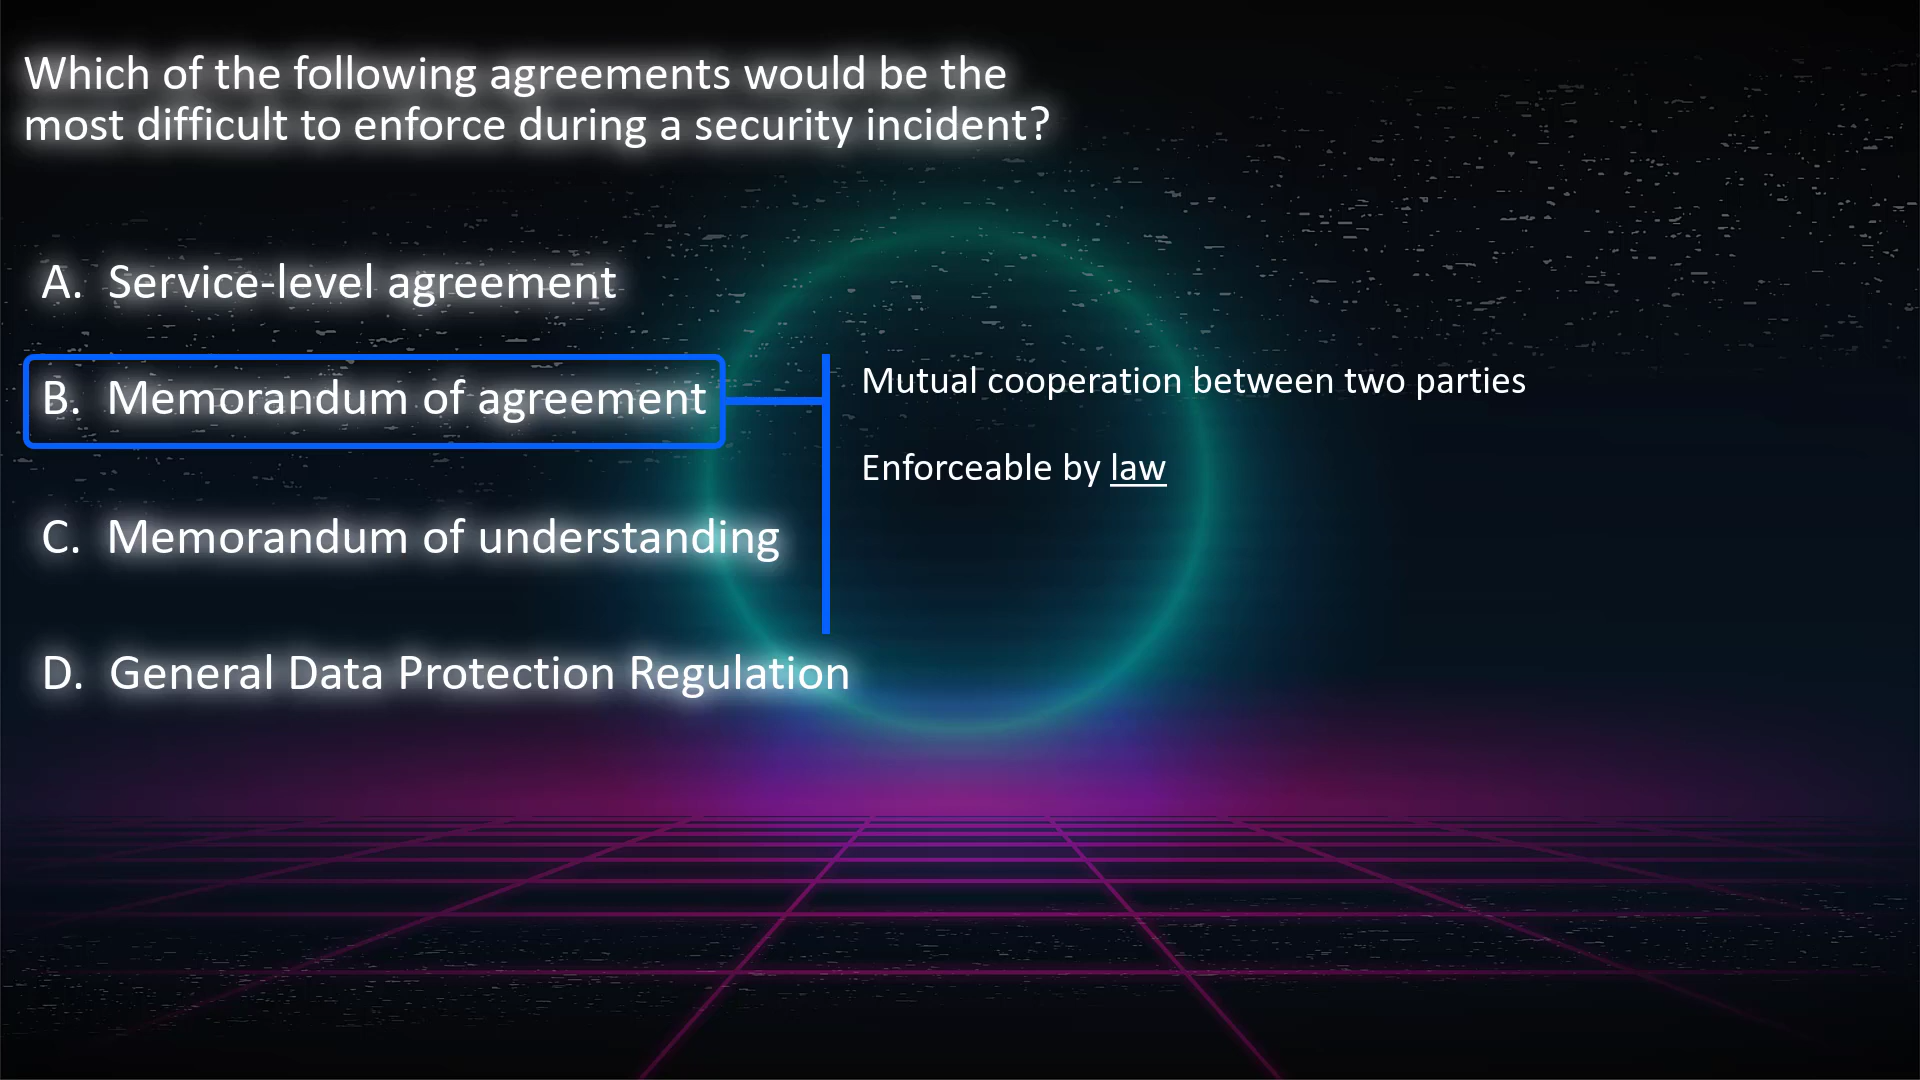 Which of the following agreements would be the
most difficult to enforce during a security incident?
A. Service-level agreement
B. Memorandum of agreement
Mutual cooperation between two parties
Enforceable by law
C. Memorandum of understanding
D. General Data Protection Regulation